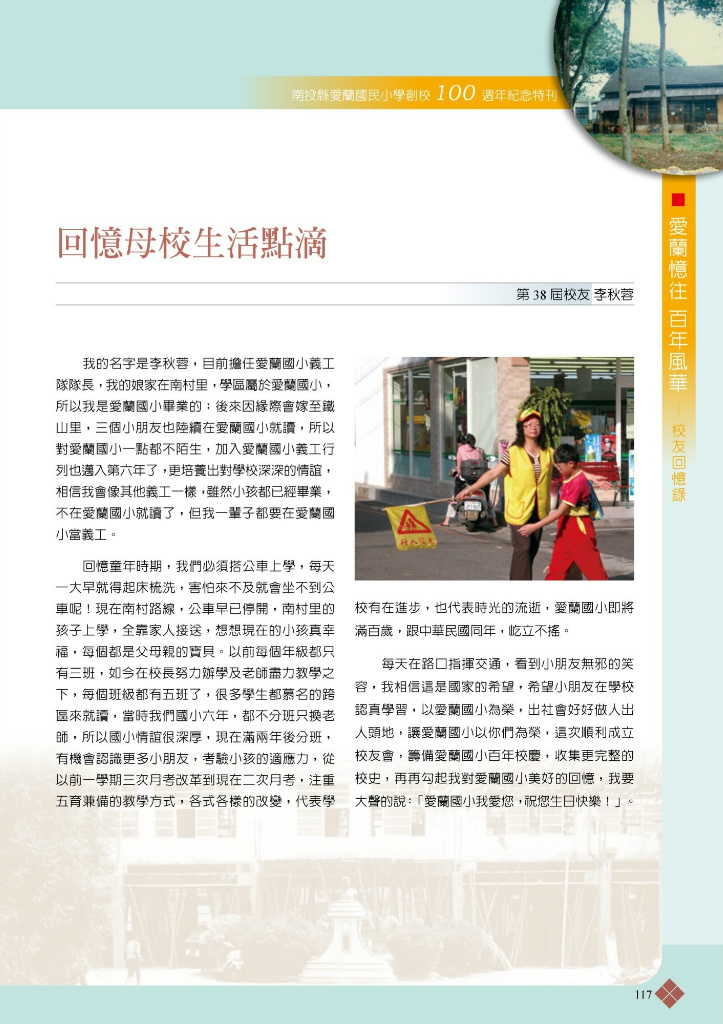 南投縣愛蘭國民小學創校 100 週年紀念特刊
回憶母校生活點滴
第 38 屆校友 李秋蓉
我的名字是李秋蓉，目前擔任愛蘭國小義工
隊隊長，我的娘家在南村里，學區屬於愛蘭國小，
所以我是愛蘭國小畢業的；後來因緣際會嫁至鐵
山里，三個小朋友也陸續在愛蘭國小就讀，所以
對愛蘭國小一點都不陌生，加入愛蘭國小義工行
列也邁入第六年了，更培養出對學校深深的情誼，
相信我會像其他義工一樣，雖然小孩都已經畢業，
不在愛蘭國小就讀了，但我一輩子都要在愛蘭國
小當義工。
回憶童年時期，我們必須搭公車上學，每天
一大早就得起床梳洗，害怕來不及就會坐不到公
車呢！現在南村路線，公車早已停開，南村里的
孩子上學，全靠家人接送，想想現在的小孩真幸
福，每個都是父母親的寶貝。以前每個年級都只
有三班，如今在校長努力辦學及老師盡力教學之
下，每個班級都有五班了，很多學生都慕名的跨
區來就讀，當時我們國小六年，都不分班只換老
師，所以國小情誼很深厚，現在滿兩年後分班，
有機會認識更多小朋友，考驗小孩的適應力，從
以前一學期三次月考改革到現在二次月考，注重
五育兼備的教學方式，各式各樣的改變，代表學
校有在進步，也代表時光的流逝，愛蘭國小即將
滿百歲，跟中華民國同年，屹立不搖。
每天在路口指揮交通，看到小朋友無邪的笑
容，我相信這是國家的希望，希望小朋友在學校
認真學習，以愛蘭國小為榮，出社會好好做人出
人頭地，讓愛蘭國小以你們為榮，這次順利成立
校友會，籌備愛蘭國小百年校慶，收集更完整的
校史，再再勾起我對愛蘭國小美好的回憶，我要
大聲的說：「愛蘭國小我愛您，祝您生日快樂！」。
愛蘭憶往 百年風華－校友回憶錄
117